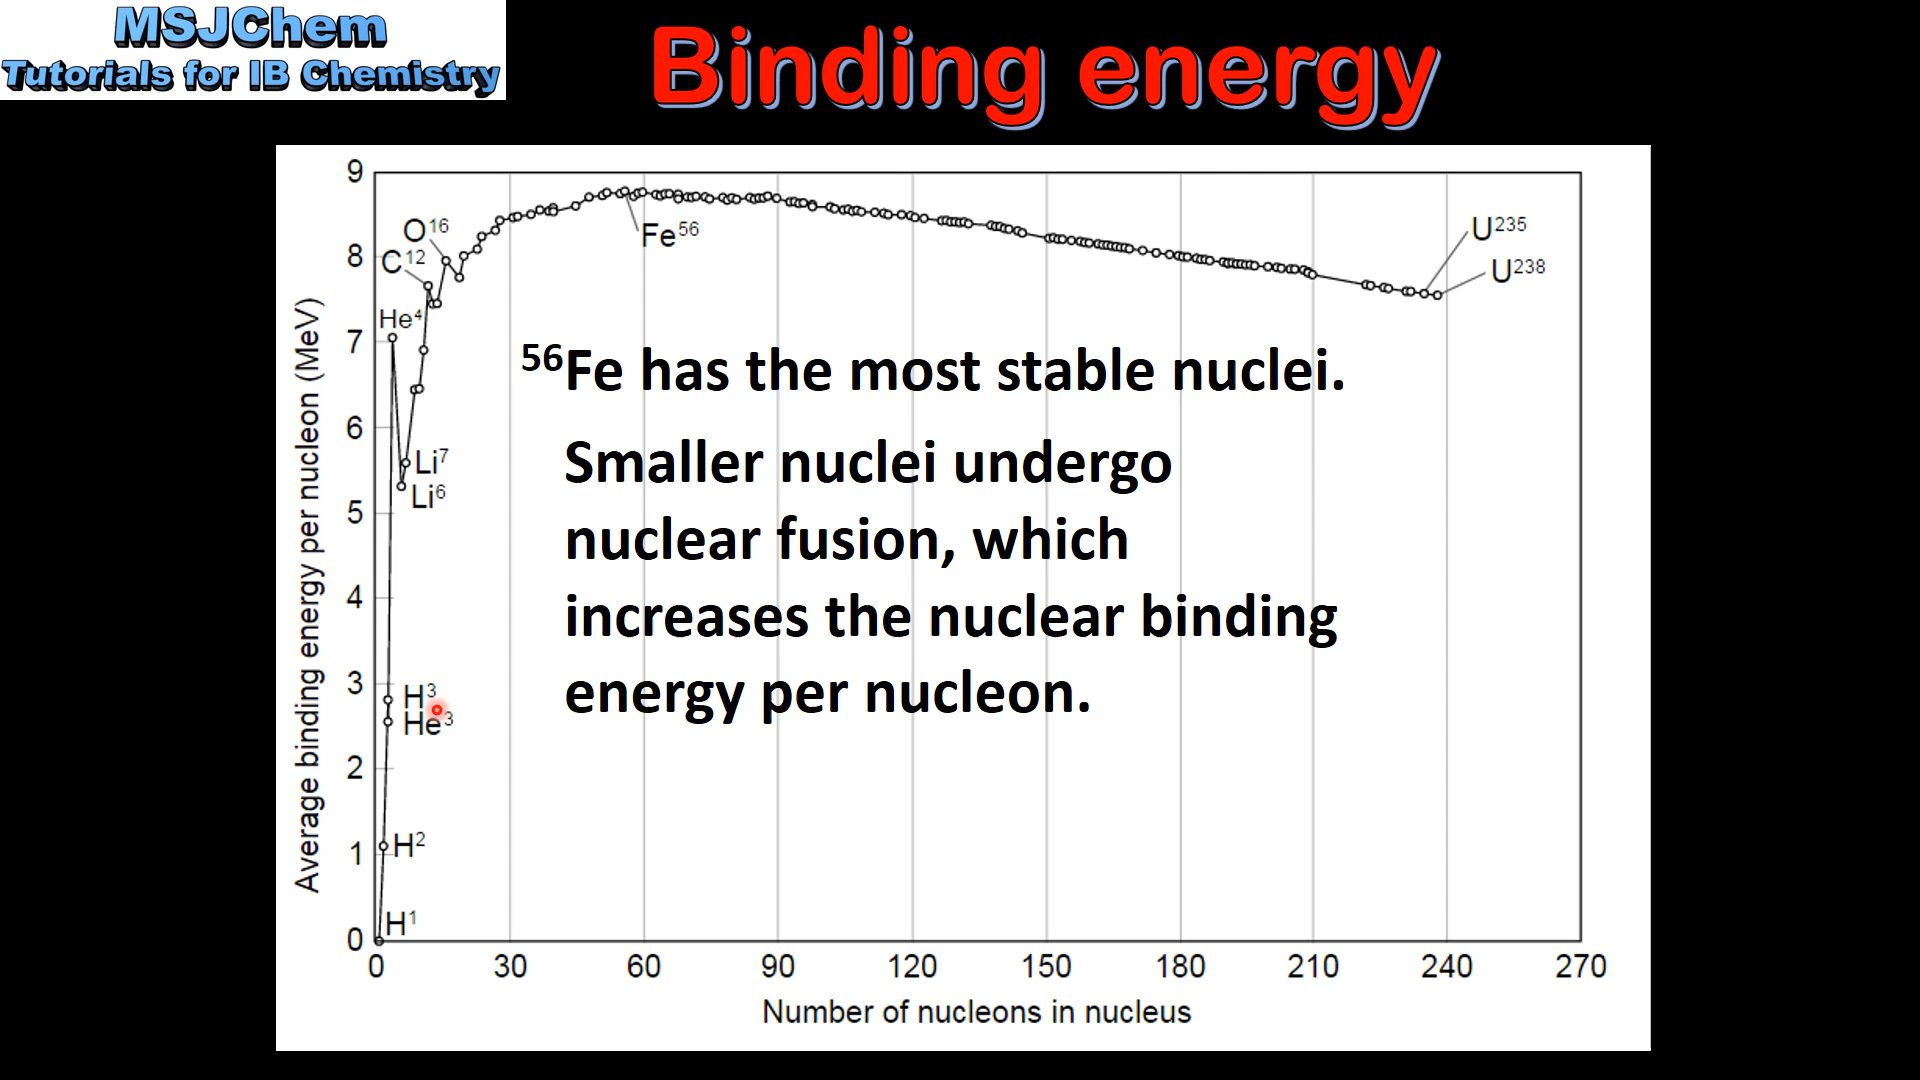 MSJChem
Tutorials for IB Chemistry
Binding energy
Average binding energy per nucleon (MeV)
9
8
7
6
5
4
3
2
1
0
O¹⁶
C¹²
He⁴
Li⁷
Li⁶
H³
He³
H²
H¹
Fe⁵⁶
U²³⁵
U²³⁸
⁵⁶Fe has the most stable nuclei.
Smaller nuclei undergo
nuclear fusion, which
increases the nuclear binding
energy per nucleon.
0 30 60 90 120 150 180 210 240 270
Number of nucleons in nucleus